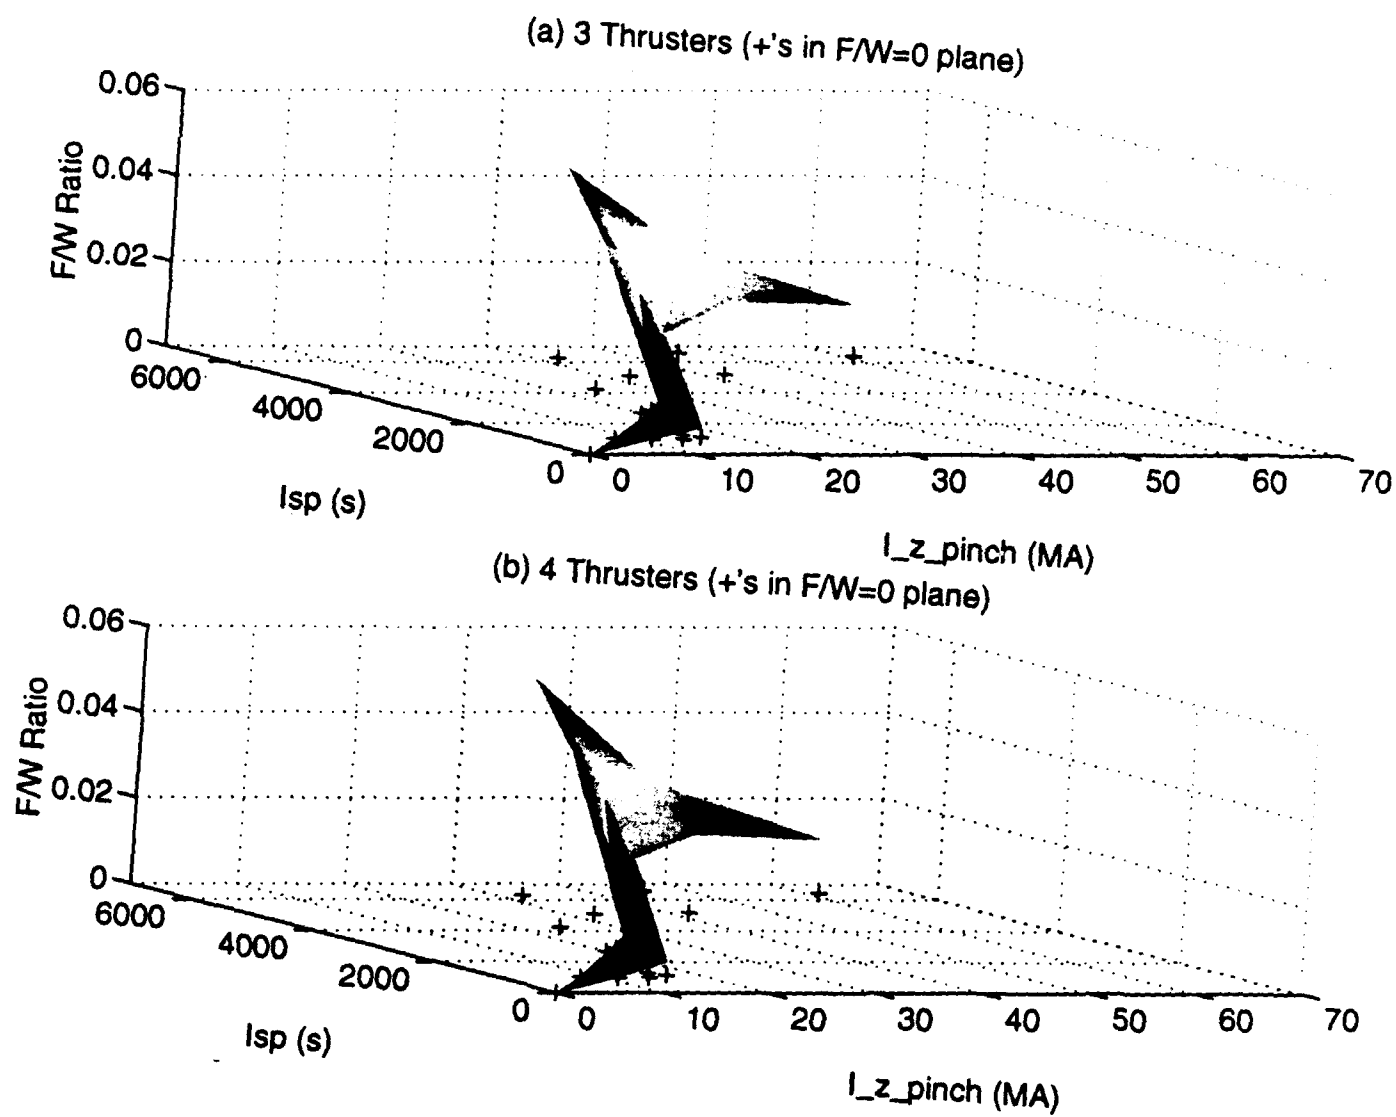 (a) 3 Thrusters (+'s in F/W=0 plane)
0.06
0.04
0.02
0
F/W Ratio
6000
4000
2000
0
Isp (s)
0 10 20 30 40 50 60 70
I_z_pinch (MA)
(b) 4 Thrusters (+'s in F/W=0 plane)
0.06
0.04
0.02
0
F/W Ratio
6000
4000
2000
0
Isp (s)
0 10 20 30 40 50 60 70
I_z_pinch (MA)